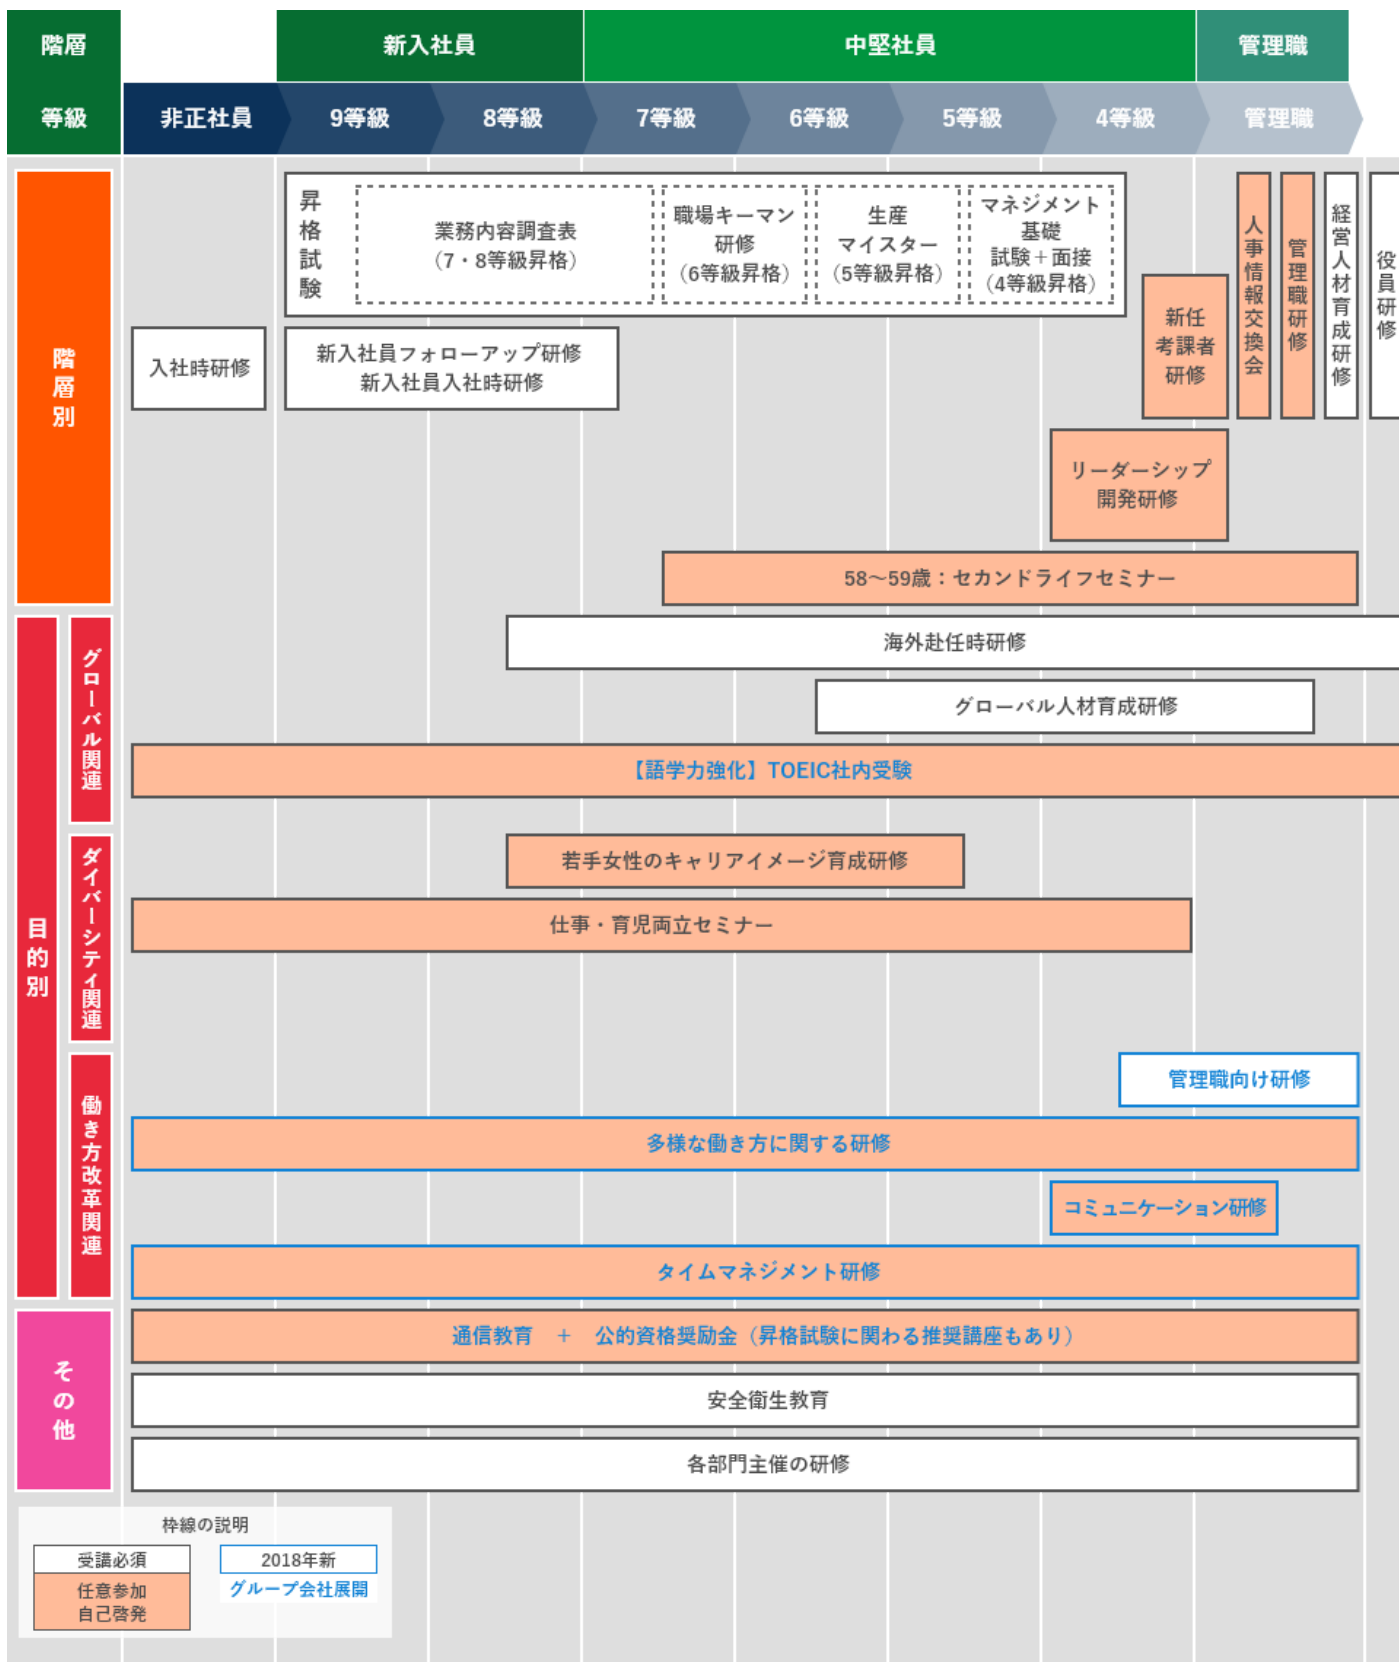 階層
新入社員
中堅社員
管理職
等級
非正社員
9等級
8等級
7等級
6等級
5等級
4等級
管理職
階層別
昇格試験
業務内容調査表
（7・8等級昇格）
職場キーマン
研修
（6等級昇格）
生産
マイスター
（5等級昇格）
マネジメント
基礎
試験＋面接
（4等級昇格）
新任
考課者
研修
人事情報交換会
管理職研修
経営人材育成研修
役員研修
入社時研修
新入社員フォローアップ研修
新入社員入社時研修
リーダーシップ
開発研修
58～59歳：セカンドライフセミナー
目的別
グローバル関連
海外赴任時研修
グローバル人材育成研修
【語学力強化】TOEIC社内受験
ダイバーシティ関連
若手女性のキャリアイメージ育成研修
仕事・育児両立セミナー
働き方改革関連
管理職向け研修
多様な働き方に関する研修
コミュニケーション研修
タイムマネジメント研修
その他
通信教育　＋　公的資格奨励金（昇格試験に関わる推奨講座もあり）
安全衛生教育
各部門主催の研修
枠線の説明
受講必須
任意参加
自己啓発
2018年新
グループ会社展開